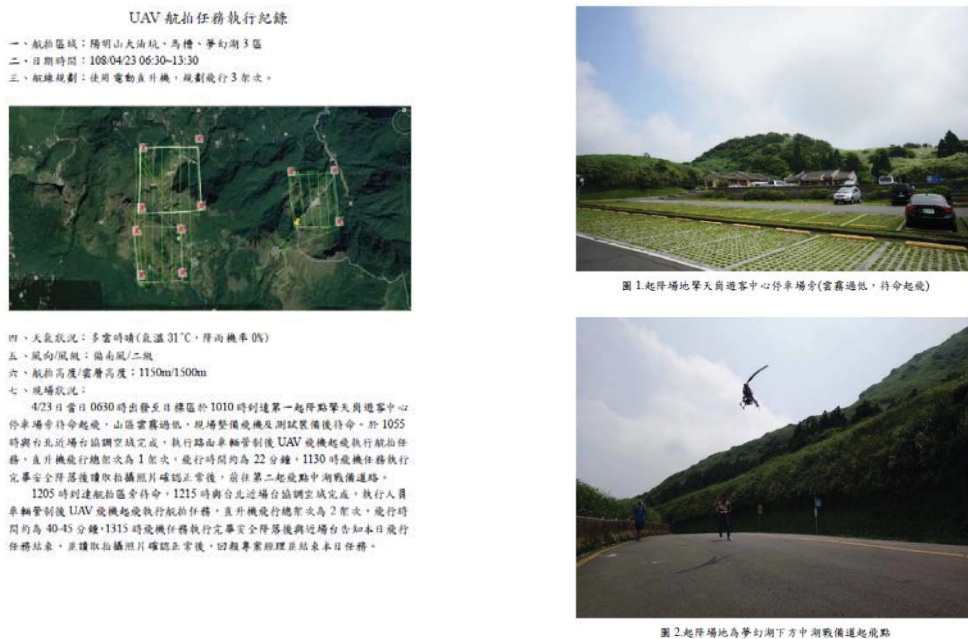 UAV 航拍任務執行紀錄
一、航拍區域：陽明山大油坑、馬槽、夢幻湖 3 區
二、日期時間：108/04/23 06:30~13:30
三、航線規劃：使用電動直升機，規劃飛行 3 架次。
四、天氣狀況：多雲時晴(氣溫 31°C，降雨機率 0%)
五、風向/風級：偏南風/二級
六、航拍高度/雲層高度：1150m/1500m
七、現場狀況：
4/23 日當日 0630 時出發至目標區於 1010 時到達第一起降點擎天崗遊客中心
停車場旁待命起飛，山區雲霧過低，現場整備飛機及測試裝備後待命。於 1055
時與台北近場台協調空域完成，執行路面車輛管制後 UAV 飛機起飛執行航拍任
務，直升機飛行總架次為 1 架次，飛行時間約為 22 分鐘，1130 時飛機任務執行
完畢安全降落後讀取拍攝照片確認正常後，前往第二起飛點中湖戰備道路。
1205 時到達航拍區旁待命，1215 時與台北近場台協調空域完成，執行人員
車輛管制後 UAV 飛機起飛執行航拍任務，直升機飛行總架次為 2 架次，飛行時
間約為 40-45 分鐘，1315 時飛機任務執行完畢安全降落後與近場台告知本日飛行
任務結束，並讀取拍攝照片確認正常後，回報專案經理並結束本日任務。
圖 1.起降場地擎天崗遊客中心停車場旁(雲霧過低，待命起飛)
圖 2.起降場地為夢幻湖下方中湖戰備道起飛點